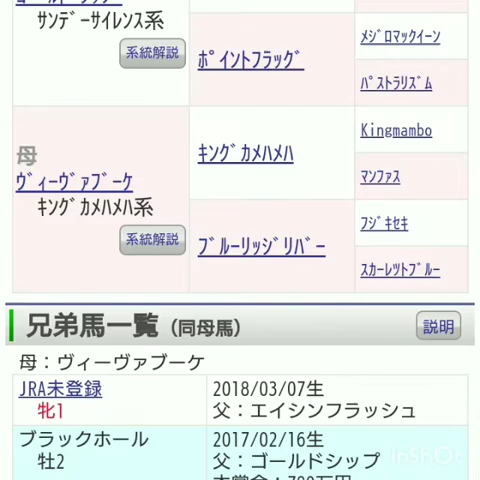 サンデーサイレンス系
系統解説
ポイントフラッグ
メジロマックイーン
パストラリズム
母
ヴィーヴァブーケ
キングカメハメハ系
系統解説
キングカメハメハ
Kingmambo
マンファス
ブルーリッジリバー
フジキセキ
スカーレツトブルー
兄弟馬一覧（同母馬）
説明
母：ヴィーヴァブーケ
JRA未登録
牝1
2018/03/07生
父：エイシンフラッシュ
ブラックホール
牡2
2017/02/16生
父：ゴールドシップ
InShOt